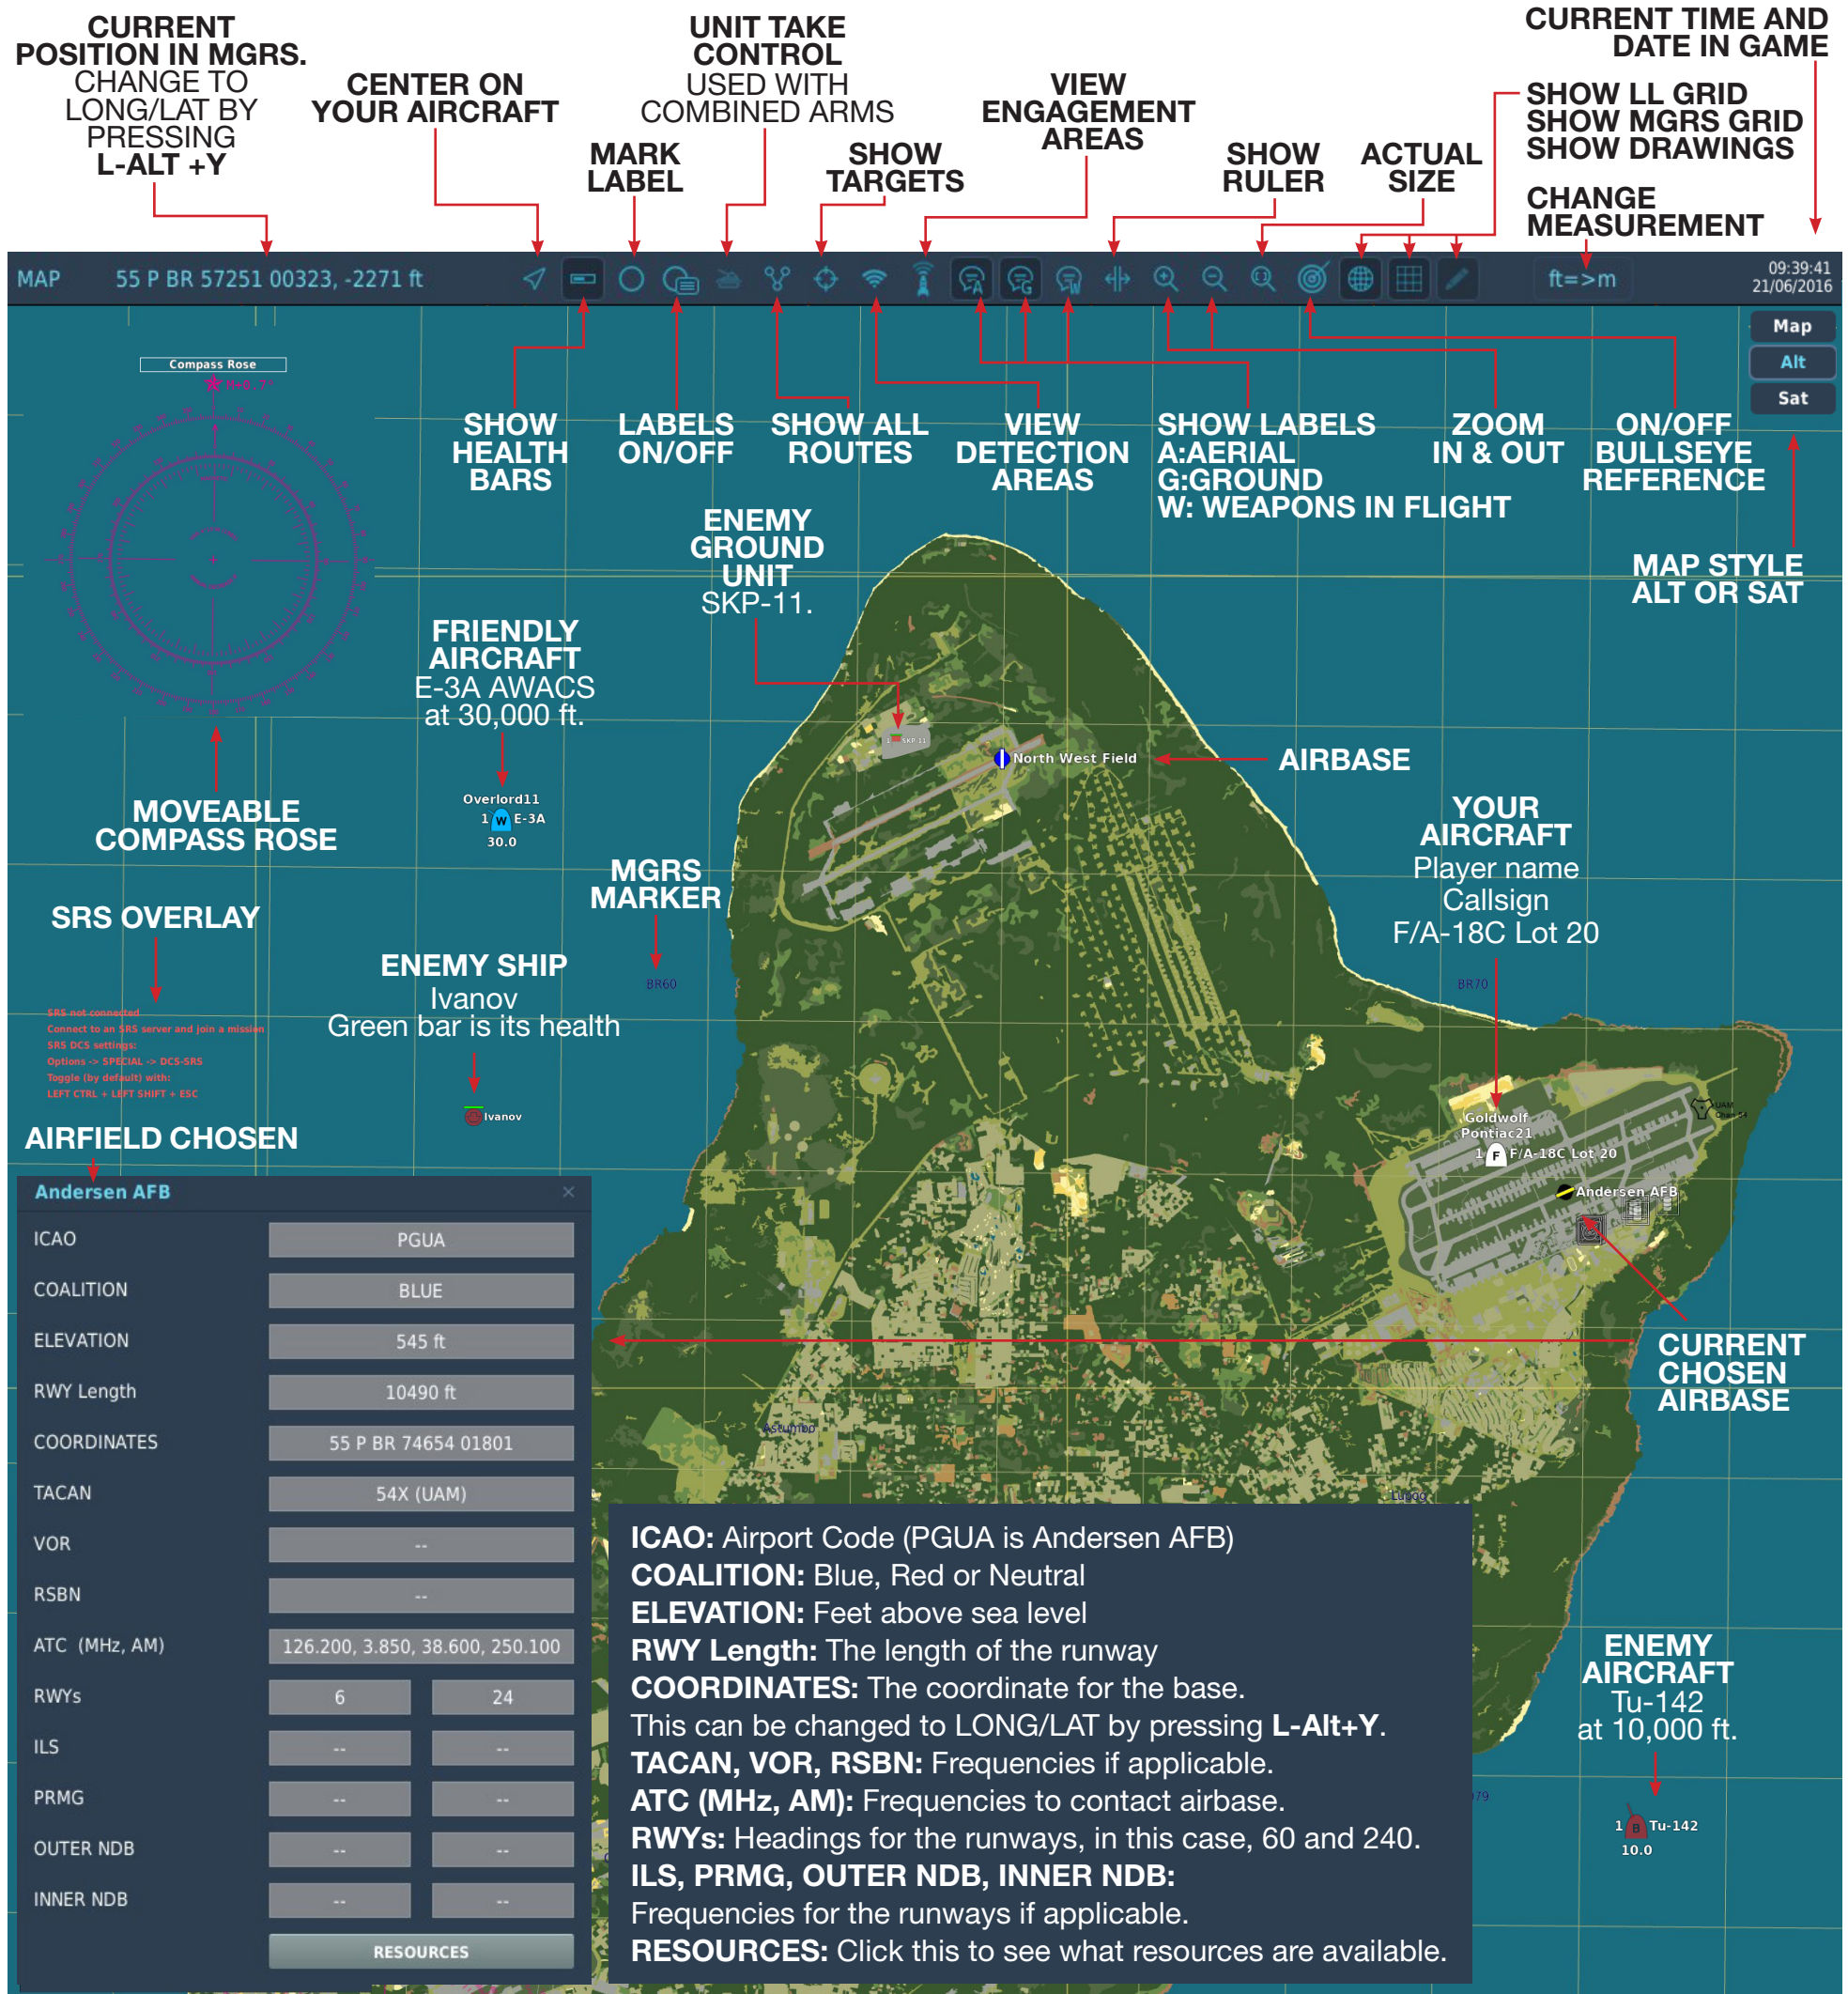 CURRENT
POSITION IN MGRS.
CHANGE TO
LONG/LAT BY
PRESSING
L-ALT +Y
CENTER ON
YOUR AIRCRAFT
MARK
LABEL
UNIT TAKE
CONTROL
USED WITH
COMBINED ARMS
SHOW
TARGETS
VIEW
ENGAGEMENT
AREAS
SHOW
RULER
ACTUAL
SIZE
CURRENT TIME AND
DATE IN GAME
SHOW LL GRID
SHOW MGRS GRID
SHOW DRAWINGS
CHANGE
MEASUREMENT
MAP
55 P BR 57251 00323, -2271 ft
A
G
W
ft=>m
09:39:41
21/06/2016
Map
Alt
Sat
Compass Rose
SHOW
HEALTH
BARS
LABELS
ON/OFF
SHOW ALL
ROUTES
VIEW
DETECTION
AREAS
SHOW LABELS
A:AERIAL
G:GROUND
W: WEAPONS IN FLIGHT
ZOOM
IN & OUT
ON/OFF
BULLSEYE
REFERENCE
MAP STYLE
ALT OR SAT
ENEMY
GROUND
UNIT
SKP-11.
1 SKP-11
FRIENDLY
AIRCRAFT
E-3A AWACS
at 30,000 ft.
Overlord11
1 W E-3A
30.0
North West Field
AIRBASE
MOVEABLE
COMPASS ROSE
YOUR
AIRCRAFT
Player name
Callsign
F/A-18C Lot 20
MGRS
MARKER
BR60
BR70
SRS OVERLAY
SRS not connected
Connect to an SRS server and join a mission
SRS DCS settings:
Options -> SPECIAL -> DCS-SRS
Toggle (by default) with:
LEFT CTRL + LEFT SHIFT + ESC
ENEMY SHIP
Ivanov
Green bar is its health
Ivanov
Goldwolf
Pontiac21
1 F F/A-18C Lot 20
UAM
Chan 54
Andersen AFB
CURRENT
CHOSEN
AIRBASE
AIRFIELD CHOSEN
Andersen AFB ×
ICAO PGUA
COALITION BLUE
ELEVATION 545 ft
RWY Length 10490 ft
COORDINATES 55 P BR 74654 01801
TACAN 54X (UAM)
VOR --
RSBN --
ATC (MHz, AM) 126.200, 3.850, 38.600, 250.100
RWYs 6 24
ILS -- --
PRMG -- --
OUTER NDB -- --
INNER NDB -- --
RESOURCES
Astumbo
Lupog
ICAO: Airport Code (PGUA is Andersen AFB)
COALITION: Blue, Red or Neutral
ELEVATION: Feet above sea level
RWY Length: The length of the runway
COORDINATES: The coordinate for the base.
This can be changed to LONG/LAT by pressing L-Alt+Y.
TACAN, VOR, RSBN: Frequencies if applicable.
ATC (MHz, AM): Frequencies to contact airbase.
RWYs: Headings for the runways, in this case, 60 and 240.
ILS, PRMG, OUTER NDB, INNER NDB:
Frequencies for the runways if applicable.
RESOURCES: Click this to see what resources are available.
ENEMY
AIRCRAFT
Tu-142
at 10,000 ft.
79
1 B Tu-142
10.0